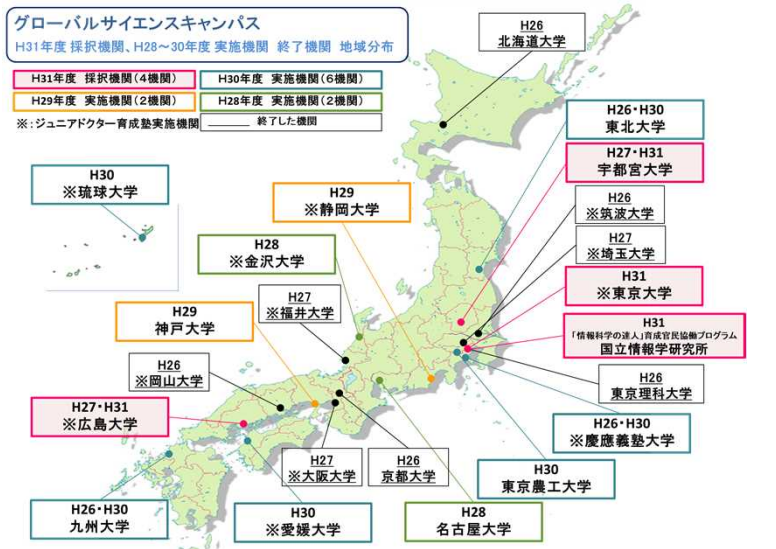 グローバルサイエンスキャンパス
H31年度 採択機関、H28～30年度 実施機関 終了機関 地域分布
H31年度 採択機関(4機関)
H30年度 実施機関(6機関)
H29年度 実施機関(2機関)
H28年度 実施機関(2機関)
※:ジュニアドクター育成塾実施機関
______ 終了した機関
H26
北海道大学
H26・H30
東北大学
H27・H31
宇都宮大学
H30
※琉球大学
H29
※静岡大学
H26
※筑波大学
H27
※埼玉大学
H28
※金沢大学
H31
※東京大学
H27
※福井大学
H29
神戸大学
H31
「情報科学の達人」育成官民協働プログラム
国立情報学研究所
H26
※岡山大学
H26
東京理科大学
H27・H31
※広島大学
H26・H30
※慶應義塾大学
H27
※大阪大学
H26
京都大学
H30
東京農工大学
H26・H30
九州大学
H30
※愛媛大学
H28
名古屋大学